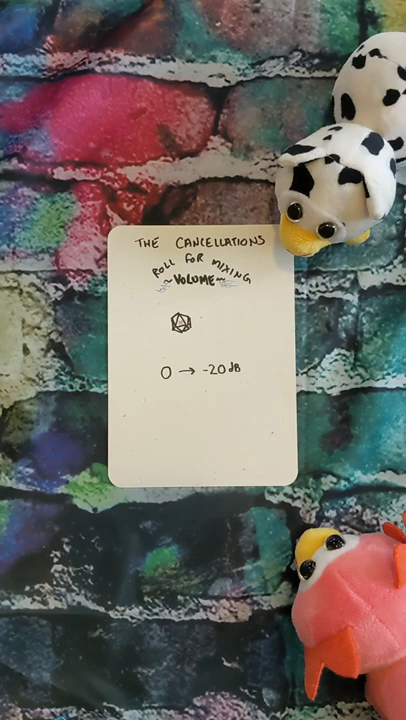 THE CANCELLATIONS
ROLL FOR MIXING
~VOLUME~
0 → -20dB